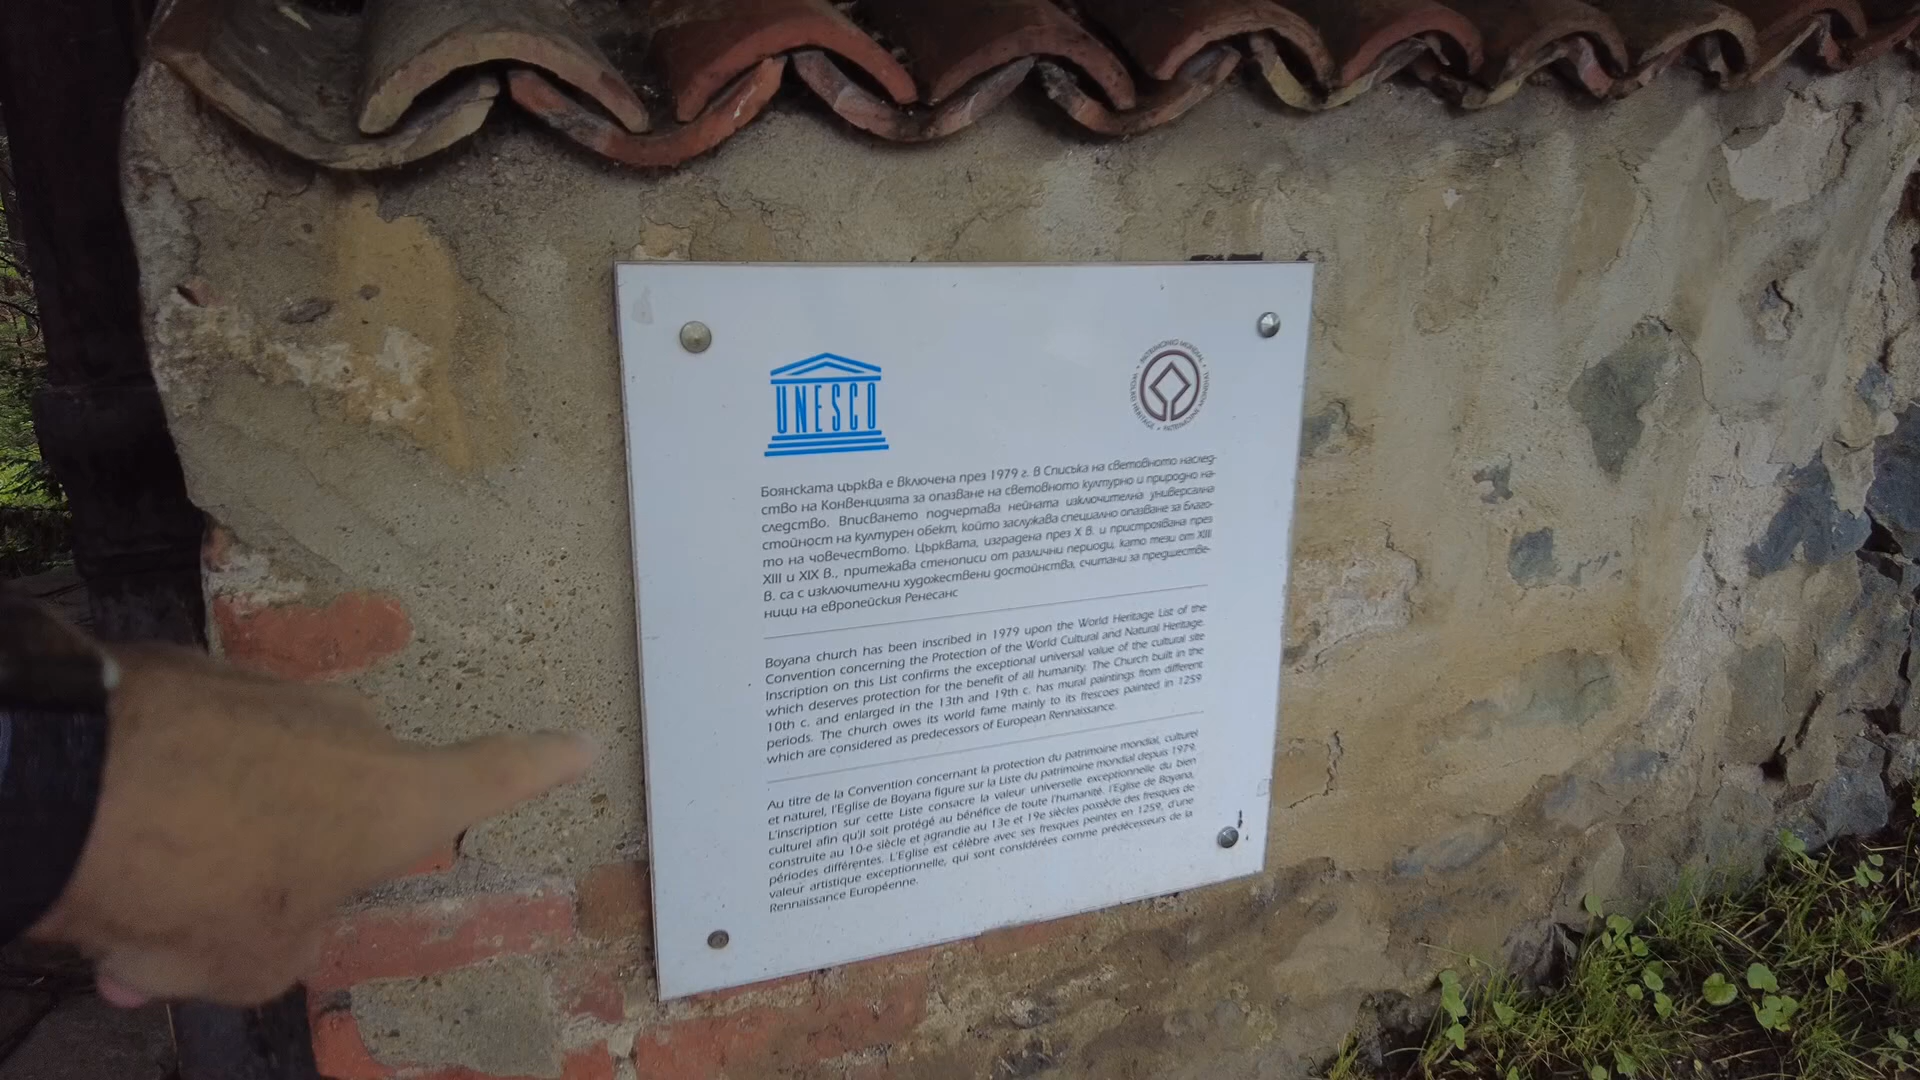 UNESCO
PATRIMONIO MUNDIAL • WORLD HERITAGE • PATRIMOINE MONDIAL •
Боянската църква е включена през 1979 г. в Списъка на световното наслед-
ство на Конвенцията за опазване на световното културно и природно на-
следство. Вписването подчертава нейната изключителна универсална
стойност на културен обект, който заслужава специално опазване за благо-
то на човечеството. Църквата, изградена през X в. и пристроявана през
XIII и XIX в., притежава стенописи от различни периоди, като тези от XIII
в. са с изключителни художествени достойнства, считани за предшестве-
ници на европейския Ренесанс
Boyana church has been inscribed in 1979 upon the World Heritage List of the
Convention concerning the Protection of the World Cultural and Natural Heritage.
Inscription on this List confirms the exceptional universal value of the cultural site
which deserves protection for the benefit of all humanity. The Church built in the
10th c. and enlarged in the 13th and 19th c. has mural paintings from different
periods. The church owes its world fame mainly to its frescoes painted in 1259
which are considered as predecessors of European Rennaissance.
Au titre de la Convention concernant la protection du patrimoine mondial, culturel
et naturel, l'Eglise de Boyana figure sur la Liste du patrimoine mondial depuis 1979.
L'inscription sur cette Liste consacre la valeur universelle exceptionnelle du bien
culturel afin qu'il soit protégé au bénéfice de toute l'humanité. l'Eglise de Boyana,
construite au 10-e siècle et agrandie au 13e et 19e siècles possède des fresques de
périodes différentes. L'Eglise est célèbre avec ses fresques peintes en 1259, d'une
valeur artistique exceptionnelle, qui sont considérées comme prédécesseurs de la
Rennaissance Européenne.